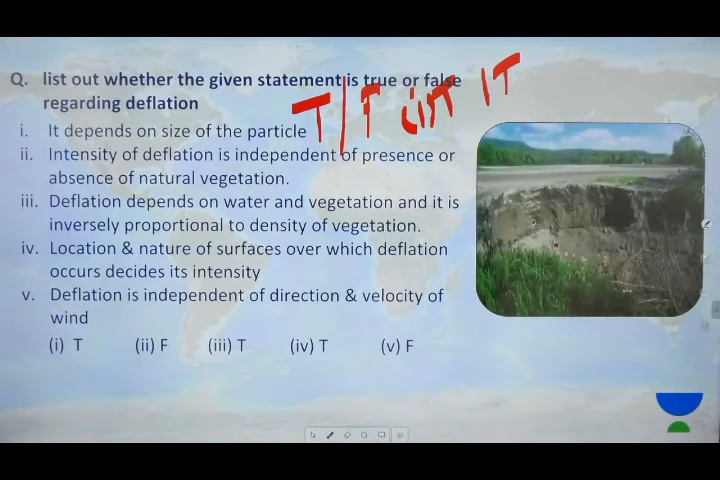 Q. list out whether the given statement is true or false
regarding deflation
T/F LIST IT
i. It depends on size of the particle
ii. Intensity of deflation is independent of presence or
absence of natural vegetation.
iii. Deflation depends on water and vegetation and it is
inversely proportional to density of vegetation.
iv. Location & nature of surfaces over which deflation
occurs decides its intensity
v. Deflation is independent of direction & velocity of
wind
(i) T (ii) F (iii) T (iv) T (v) F